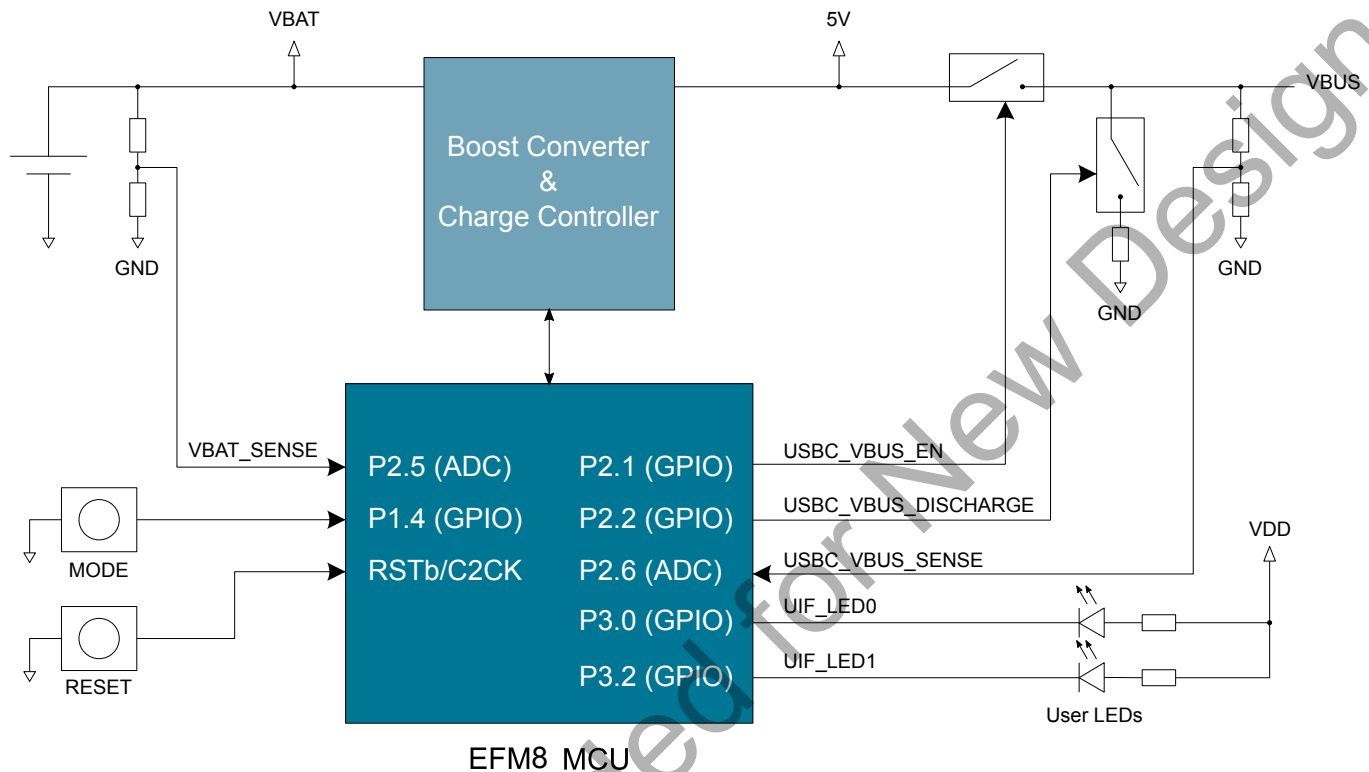 VBAT
5V
VBUS
Boost Converter
&
Charge Controller
GND
GND
GND
VBAT_SENSE
P2.5 (ADC)
P2.1 (GPIO)
USBC_VBUS_EN
P1.4 (GPIO)
P2.2 (GPIO)
USBC_VBUS_DISCHARGE
MODE
RSTb/C2CK
P2.6 (ADC)
USBC_VBUS_SENSE
VDD
P3.0 (GPIO)
UIF_LED0
RESET
P3.2 (GPIO)
UIF_LED1
User LEDs
EFM8 MCU
ded for New Design